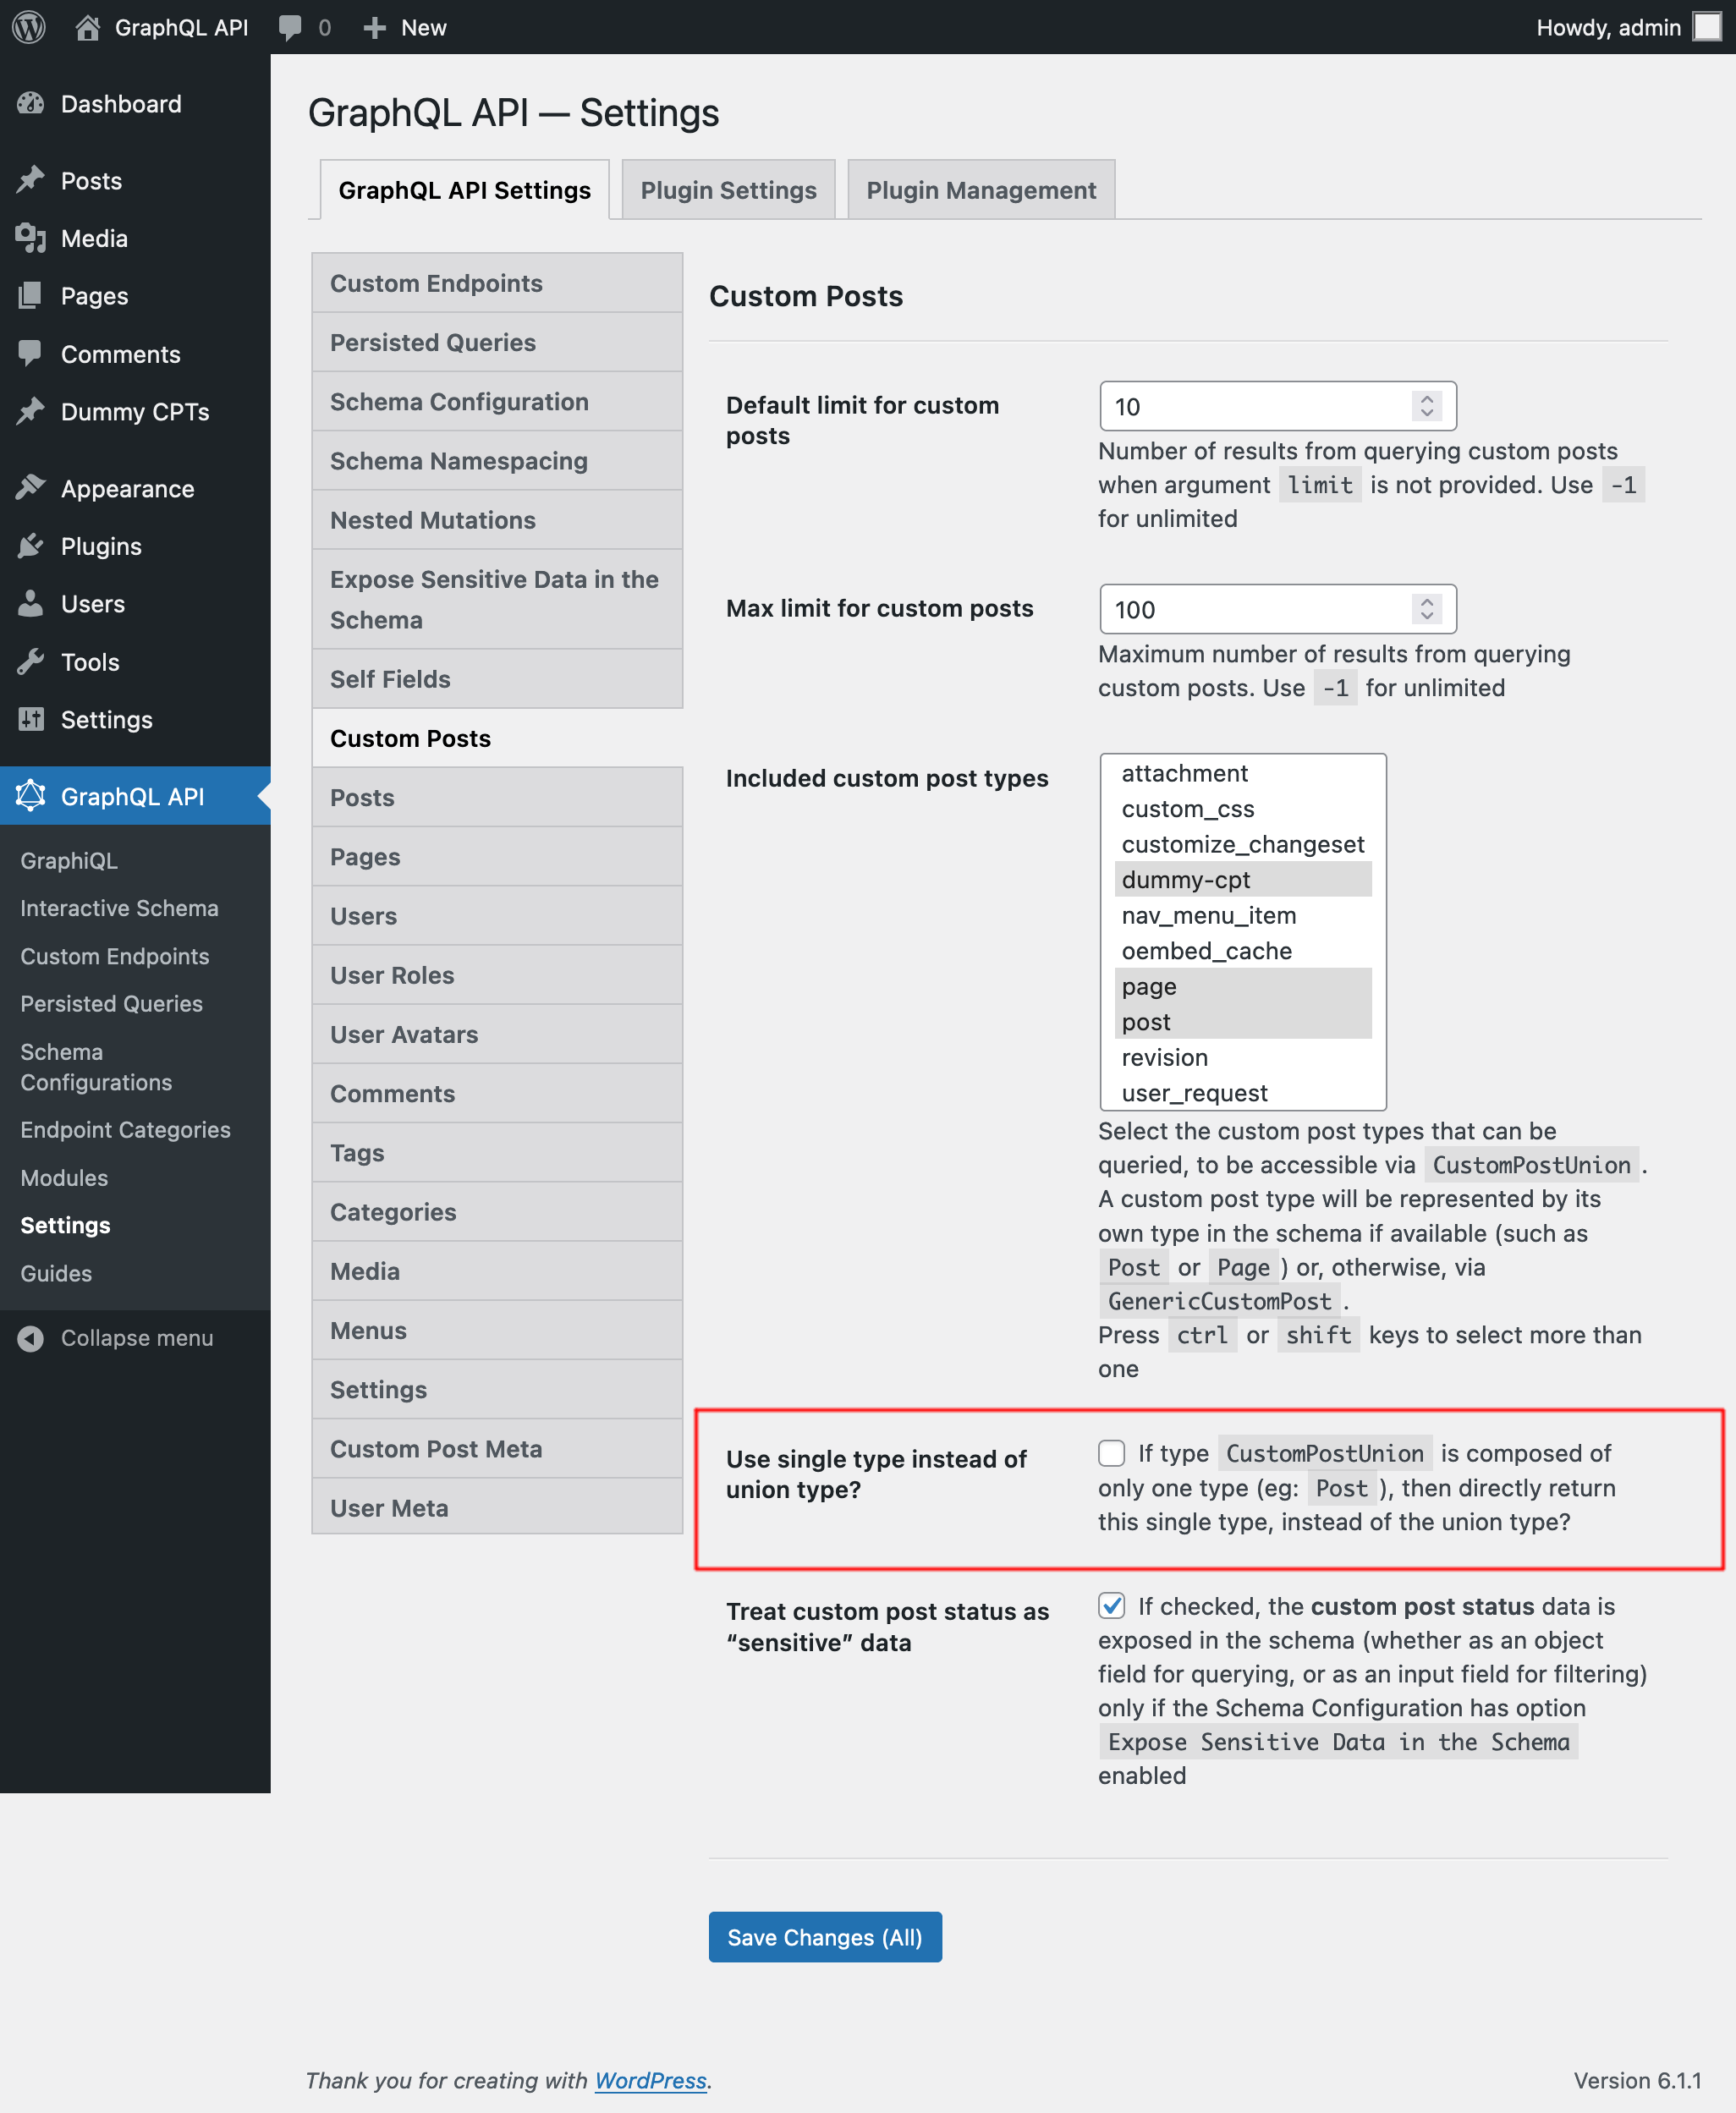 GraphQL API
0
New
Howdy, admin
Dashboard
Posts
Media
Pages
Comments
Dummy CPTs
Appearance
Plugins
Users
Tools
Settings
GraphQL API
GraphiQL
Interactive Schema
Custom Endpoints
Persisted Queries
Schema
Configurations
Endpoint Categories
Modules
Settings
Guides
Collapse menu
GraphQL API — Settings
GraphQL API Settings
Plugin Settings
Plugin Management
Custom Endpoints
Persisted Queries
Schema Configuration
Schema Namespacing
Nested Mutations
Expose Sensitive Data in the
Schema
Self Fields
Custom Posts
Posts
Pages
Users
User Roles
User Avatars
Comments
Tags
Categories
Media
Menus
Settings
Custom Post Meta
User Meta
Custom Posts
Default limit for custom
posts
10
Number of results from querying custom posts
when argument limit is not provided. Use -1
for unlimited
Max limit for custom posts
100
Maximum number of results from querying
custom posts. Use -1 for unlimited
Included custom post types
attachment
custom_css
customize_changeset
dummy-cpt
nav_menu_item
oembed_cache
page
post
revision
user_request
Select the custom post types that can be
queried, to be accessible via CustomPostUnion .
A custom post type will be represented by its
own type in the schema if available (such as
Post or Page ) or, otherwise, via
GenericCustomPost .
Press ctrl or shift keys to select more than
one
Use single type instead of
union type?
If type CustomPostUnion is composed of
only one type (eg: Post ), then directly return
this single type, instead of the union type?
Treat custom post status as
“sensitive” data
If checked, the custom post status data is
exposed in the schema (whether as an object
field for querying, or as an input field for filtering)
only if the Schema Configuration has option
Expose Sensitive Data in the Schema
enabled
Save Changes (All)
Thank you for creating with WordPress.
Version 6.1.1